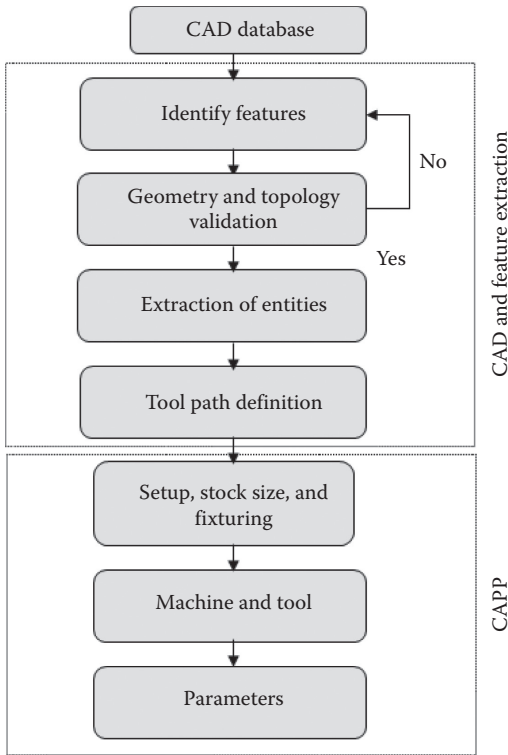 CAD database
Identify features
No
Geometry and topology
validation
Yes
Extraction of entities
Tool path definition
CAD and feature extraction
Setup, stock size, and
fixturing
Machine and tool
Parameters
CAPP